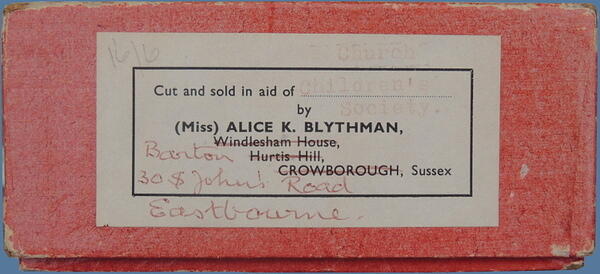 16/6
Church
Cut and sold in aid of Children's
by Society.
(Miss) ALICE K. BLYTHMAN,
Windlesham House,
Barton Hurtis Hill,
CROWBOROUGH, Sussex
30 St John's Road
Eastbourne.